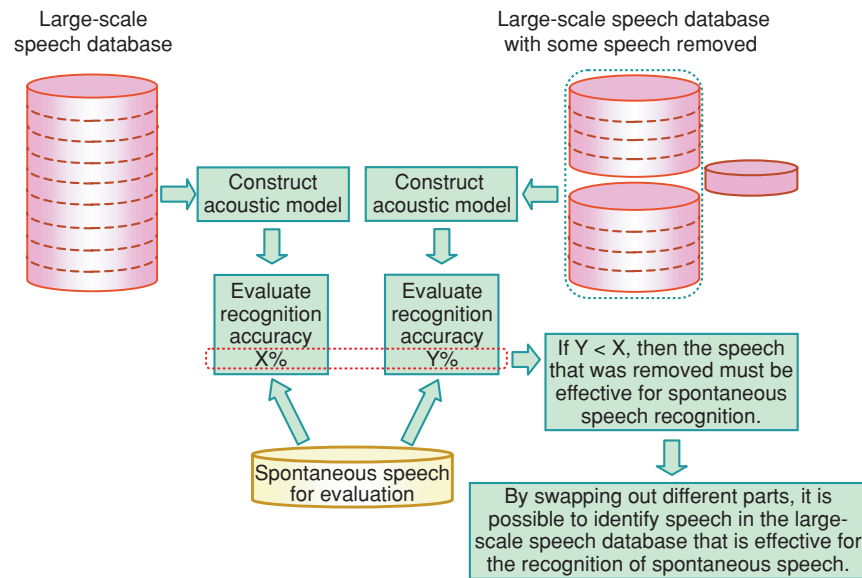 Large-scale
speech database
Large-scale speech database
with some speech removed
Construct
acoustic model
Construct
acoustic model
Evaluate
recognition
accuracy
X%
Evaluate
recognition
accuracy
Y%
If Y < X, then the speech
that was removed must be
effective for spontaneous
speech recognition.
Spontaneous speech
for evaluation
By swapping out different parts, it is
possible to identify speech in the large-
scale speech database that is effective for
the recognition of spontaneous speech.